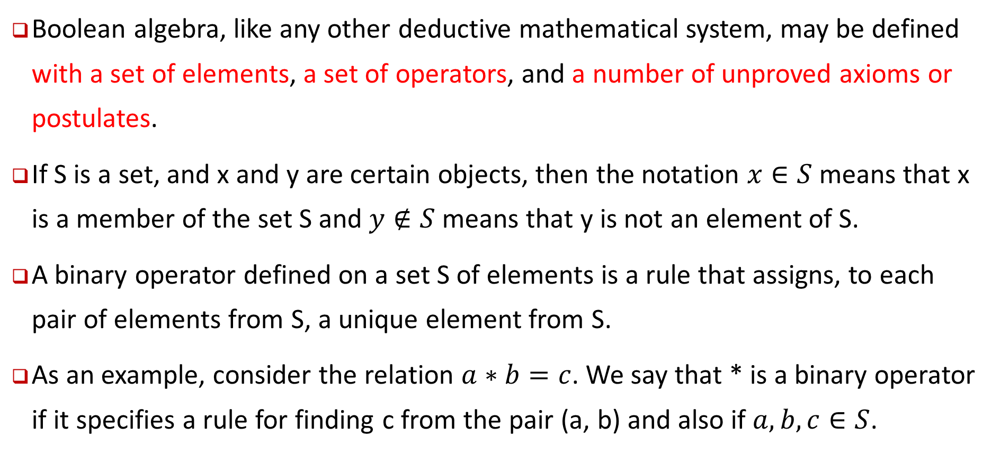 ❑Boolean algebra, like any other deductive mathematical system, may be defined
with a set of elements, a set of operators, and a number of unproved axioms or
postulates.
❑If S is a set, and x and y are certain objects, then the notation 𝑥 ∈ 𝑆 means that x
is a member of the set S and 𝑦 ∉ 𝑆 means that y is not an element of S.
❑A binary operator defined on a set S of elements is a rule that assigns, to each
pair of elements from S, a unique element from S.
❑As an example, consider the relation 𝑎 ∗ 𝑏 = 𝑐. We say that * is a binary operator
if it specifies a rule for finding c from the pair (a, b) and also if 𝑎, 𝑏, 𝑐 ∈ 𝑆.